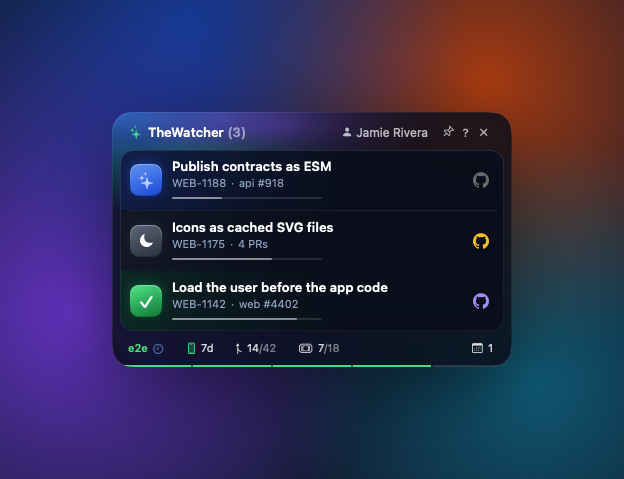 TheWatcher (3) Jamie Rivera ? ×
Publish contracts as ESM
WEB-1188 · api #918
Icons as cached SVG files
WEB-1175 · 4 PRs
Load the user before the app code
WEB-1142 · web #4402
e2e 7d 14/42 7/18 1